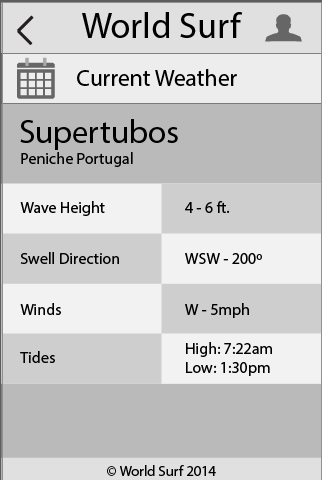 World Surf
Current Weather
Supertubos
Peniche Portugal
Wave Height
4 - 6 ft.
Swell Direction
WSW - 200º
Winds
W - 5mph
Tides
High: 7:22am
Low: 1:30pm
© World Surf 2014